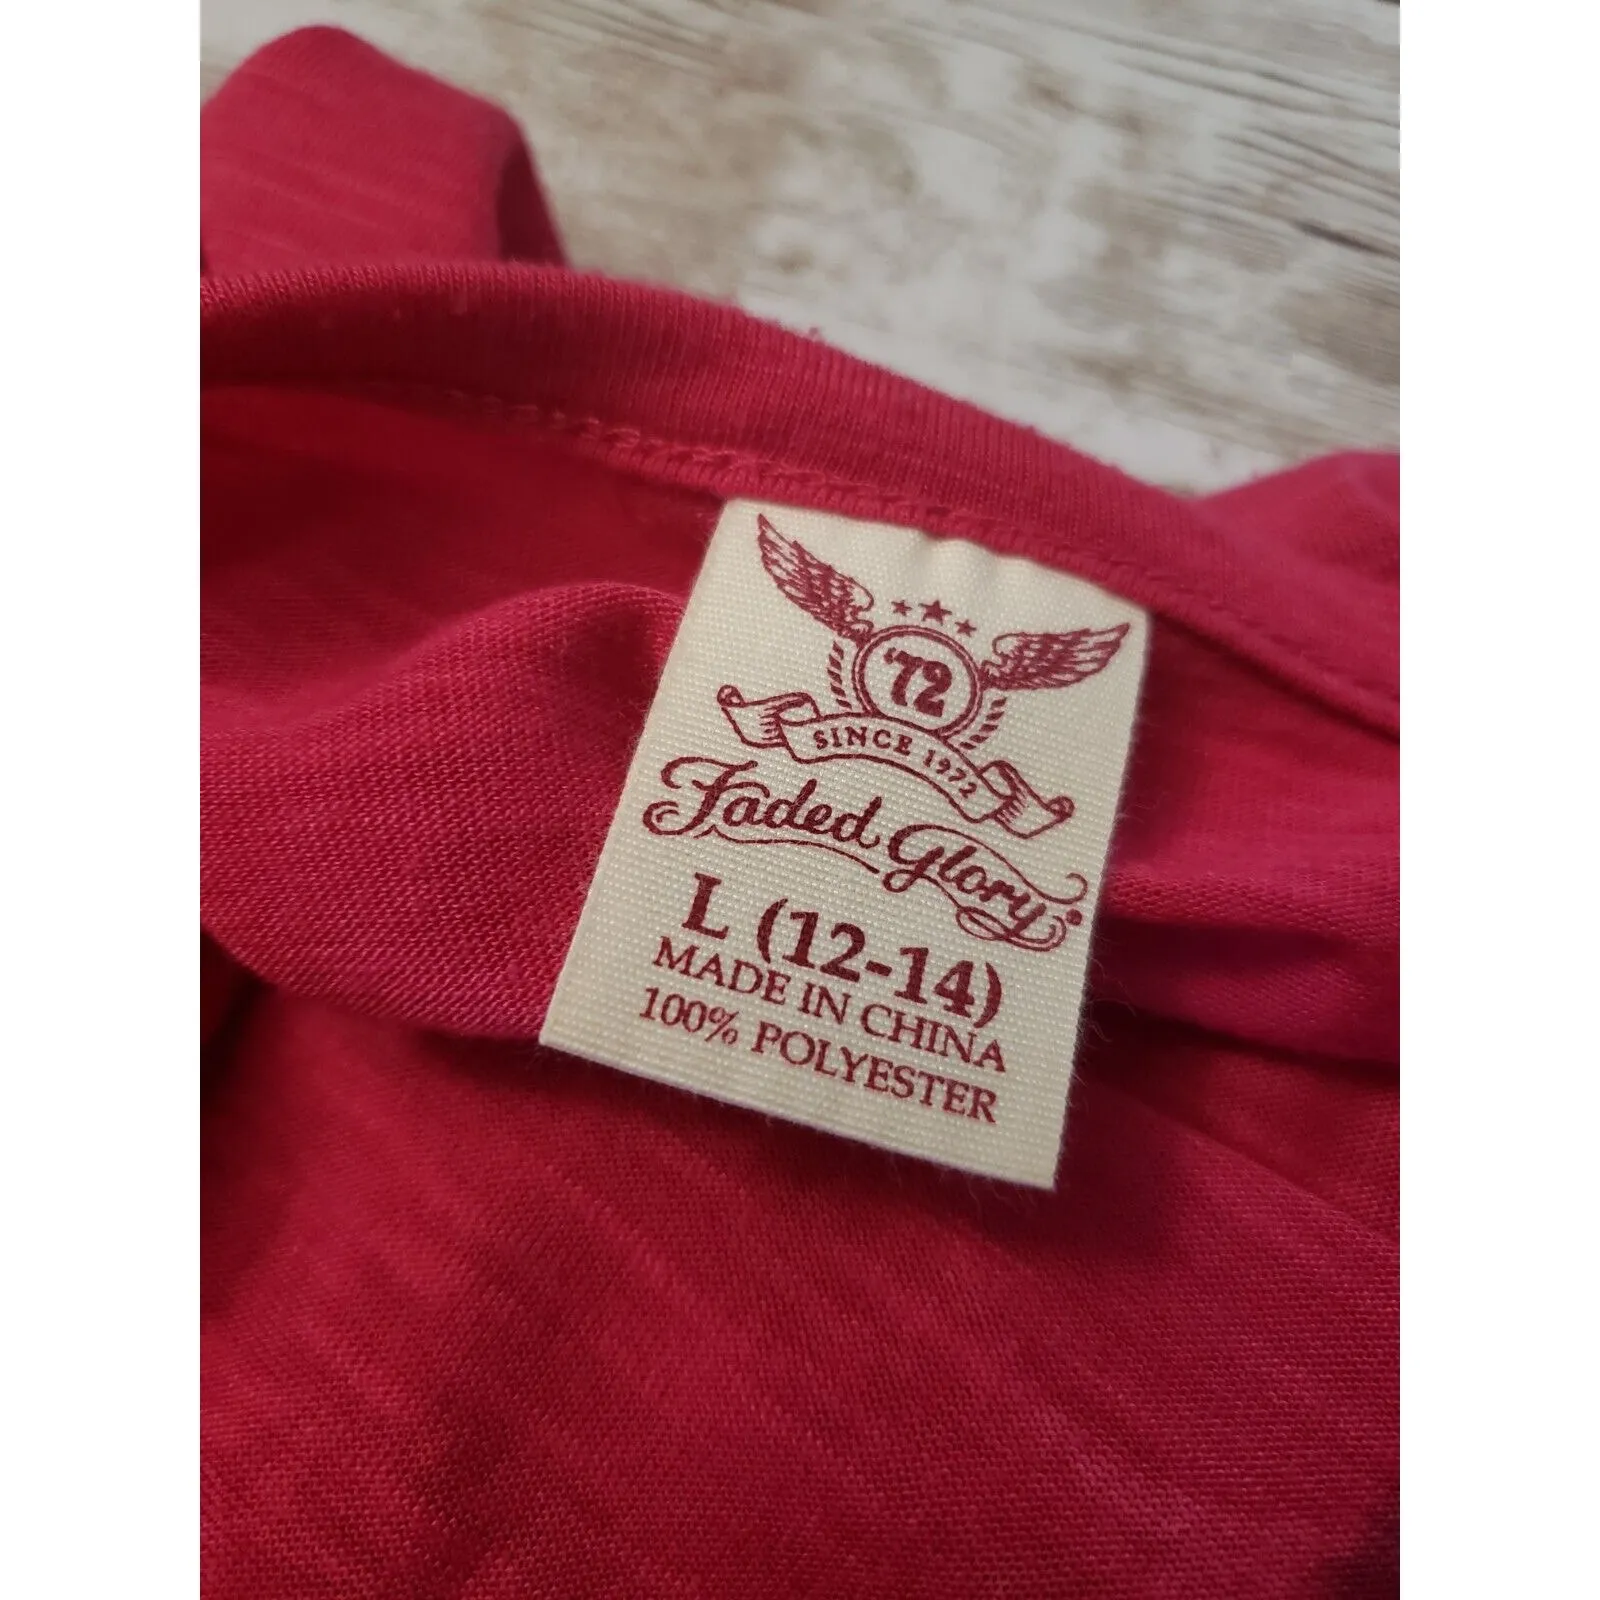 '72
SINCE 1972
Faded Glory
L (12-14)
MADE IN CHINA
100% POLYESTER